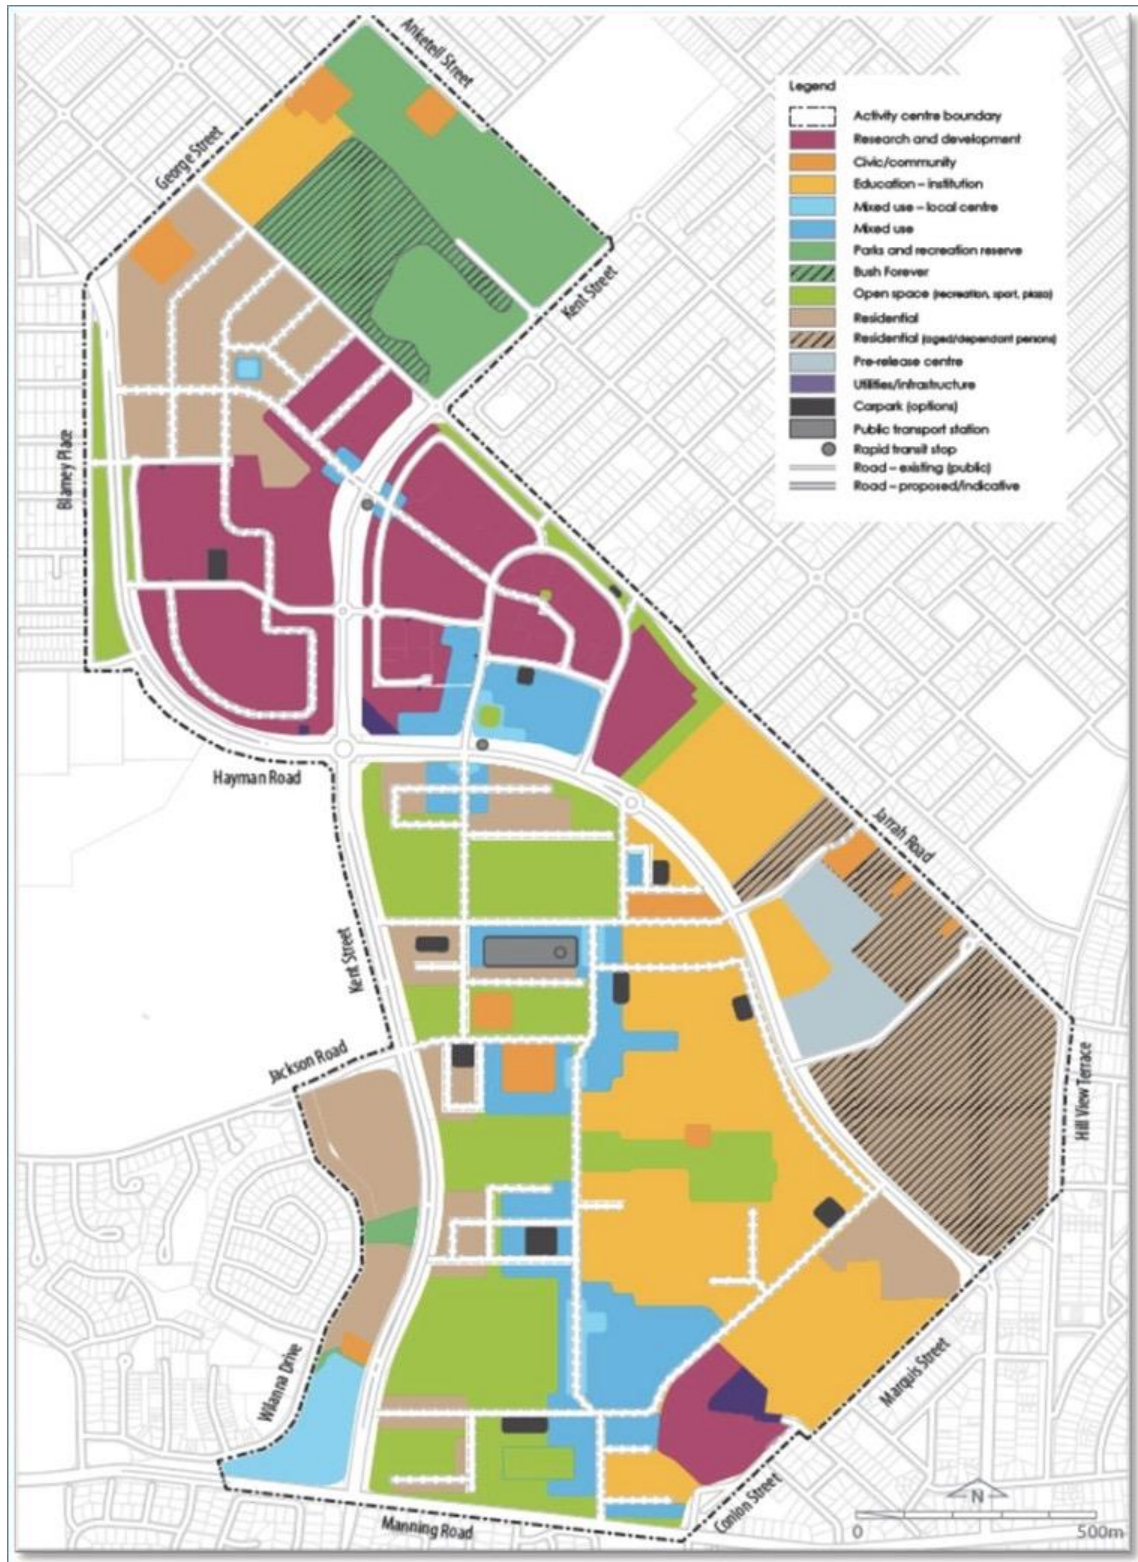 Anketell Street
George Street
Legend
Activity centre boundary
Research and development
Civic/community
Education – institution
Mixed use – local centre
Mixed use
Parks and recreation reserve
Bush Forever
Open space (recreation, sport, plaza)
Residential
Residential (aged/dependant persons)
Pre-release centre
Utilities/infrastructure
Carpark (options)
Public transport station
Rapid transit stop
Road – existing (public)
Road – proposed/indicative
Kent Street
Blamey Place
Hayman Road
Jarrah Road
Kent Street
Jackson Road
Hill View Terrace
Wilanna Drive
Marquis Street
Conlon Street
Manning Road
N
0 500m